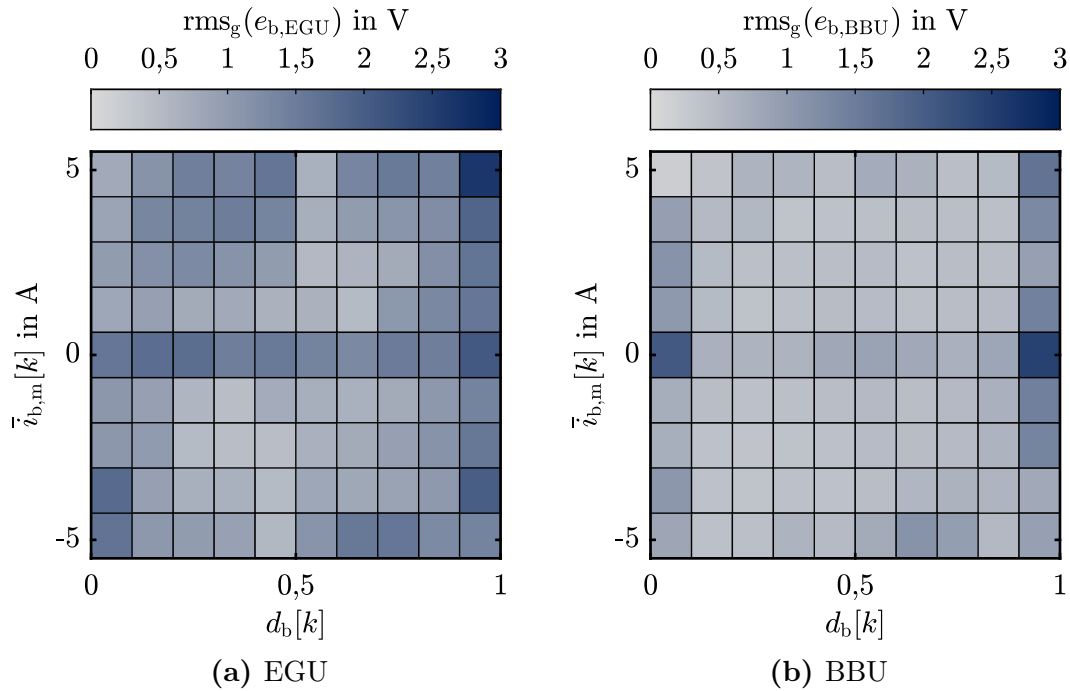 rms_g(e_b,EGU) in V
0 0,5 1 1,5 2 2,5 3
5
0
-5
i̅_b,m[k] in A
0 0,5 1
d_b[k]
(a) EGU
rms_g(e_b,BBU) in V
0 0,5 1 1,5 2 2,5 3
5
0
-5
i̅_b,m[k] in A
0 0,5 1
d_b[k]
(b) BBU